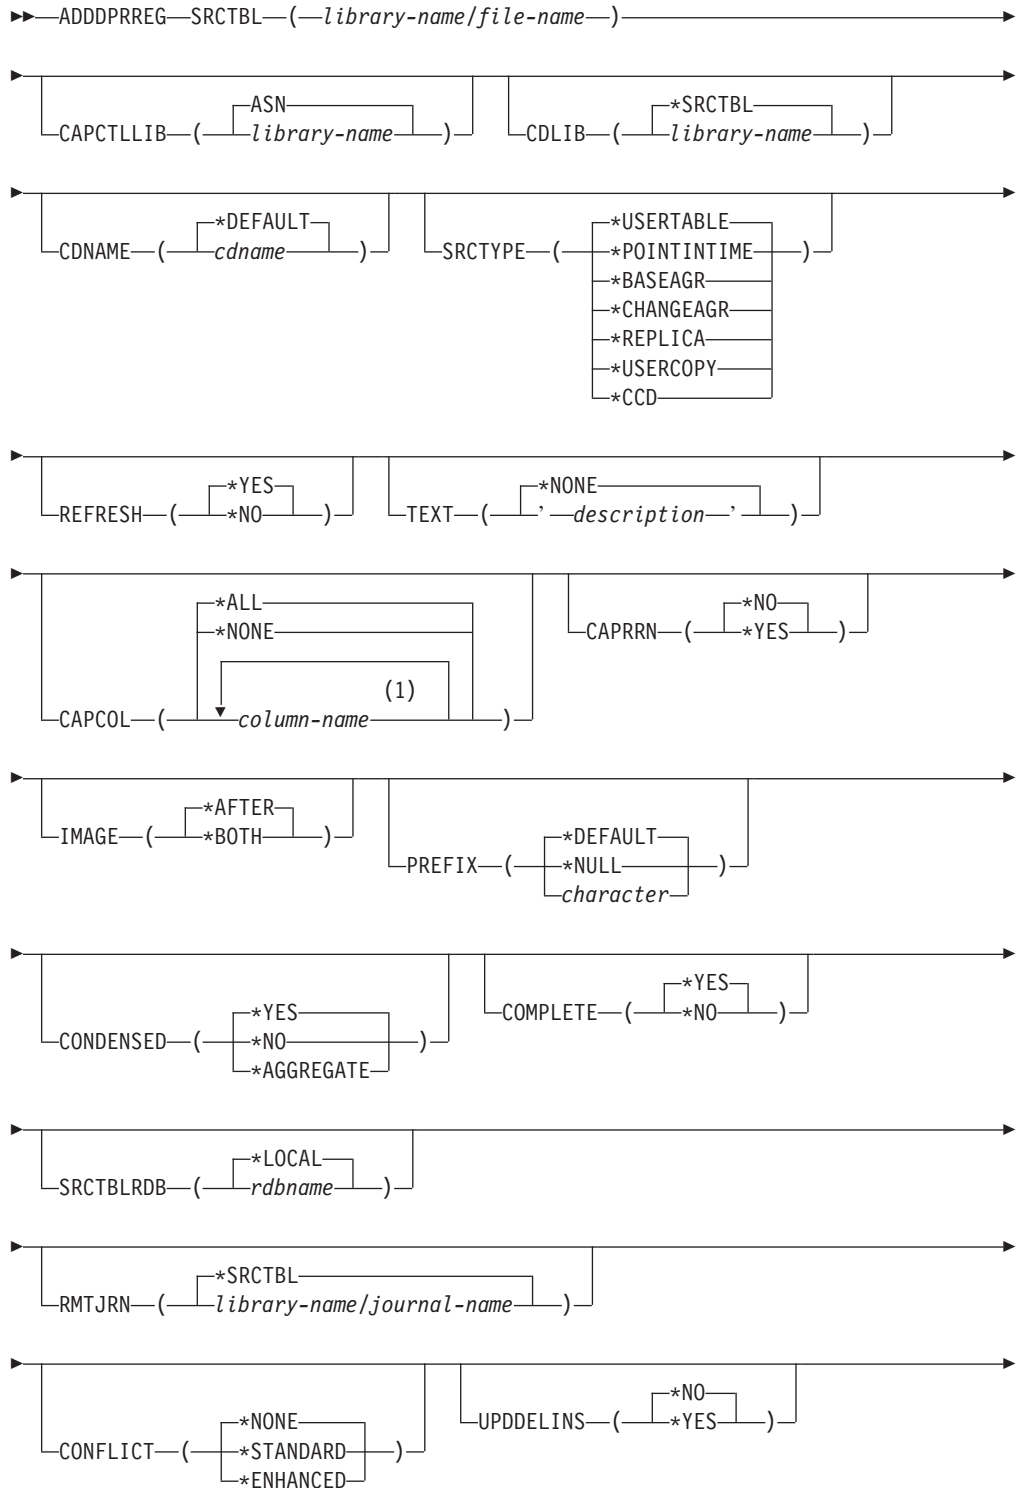 ADDDPRREG SRCTBL ( library-name/file-name )
ASN
CAPCTLLIB ( library-name )
*SRCTBL
CDLIB ( library-name )
*DEFAULT
CDNAME ( cdname )
*USERTABLE
SRCTYPE ( *POINTINTIME )
*BASEAGR
*CHANGEAGR
*REPLICA
*USERCOPY
*CCD
*YES
REFRESH ( *NO )
*NONE
TEXT ( ’ description ’ )
*ALL
*NONE
(1)
CAPCOL ( column-name )
*NO
CAPRRN ( *YES )
*AFTER
IMAGE ( *BOTH )
*DEFAULT
PREFIX ( *NULL )
character
*YES
CONDENSED ( *NO )
*AGGREGATE
*YES
COMPLETE ( *NO )
*LOCAL
SRCTBLRDB ( rdbname )
*SRCTBL
RMTJRN ( library-name/journal-name )
*NONE
CONFLICT ( *STANDARD )
*ENHANCED
*NO
UPDDELINS ( *YES )